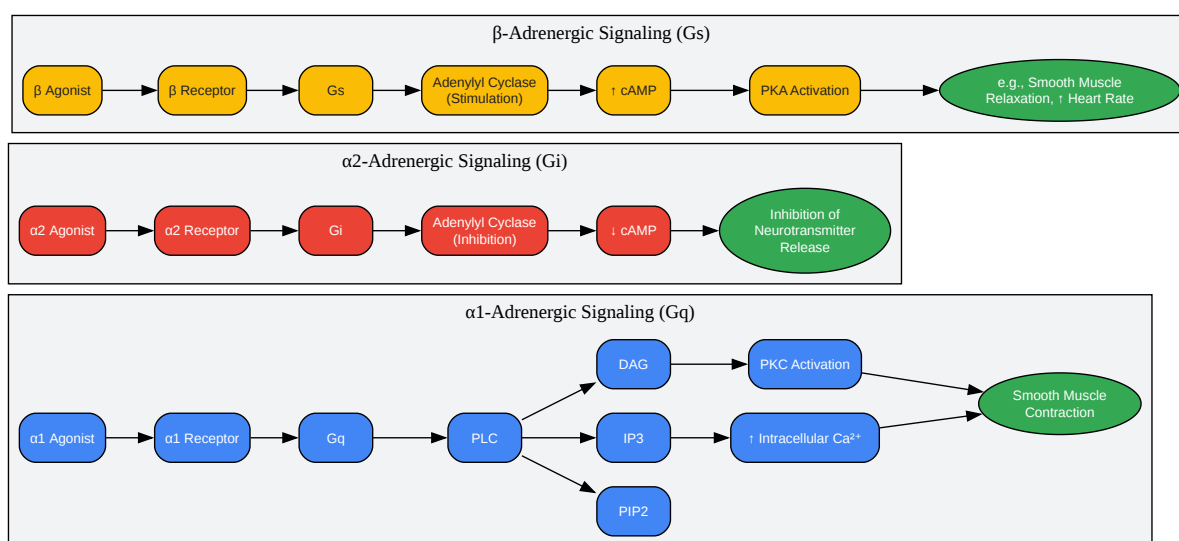 β-Adrenergic Signaling (Gs)
β Agonist
β Receptor
Gs
Adenylyl Cyclase
(Stimulation)
↑ cAMP
PKA Activation
e.g., Smooth Muscle
Relaxation, ↑ Heart Rate
α2-Adrenergic Signaling (Gi)
α2 Agonist
α2 Receptor
Gi
Adenylyl Cyclase
(Inhibition)
↓ cAMP
Inhibition of
Neurotransmitter
Release
α1-Adrenergic Signaling (Gq)
α1 Agonist
α1 Receptor
Gq
PLC
DAG
PKC Activation
IP3
↑ Intracellular Ca²⁺
PIP2
Smooth Muscle
Contraction